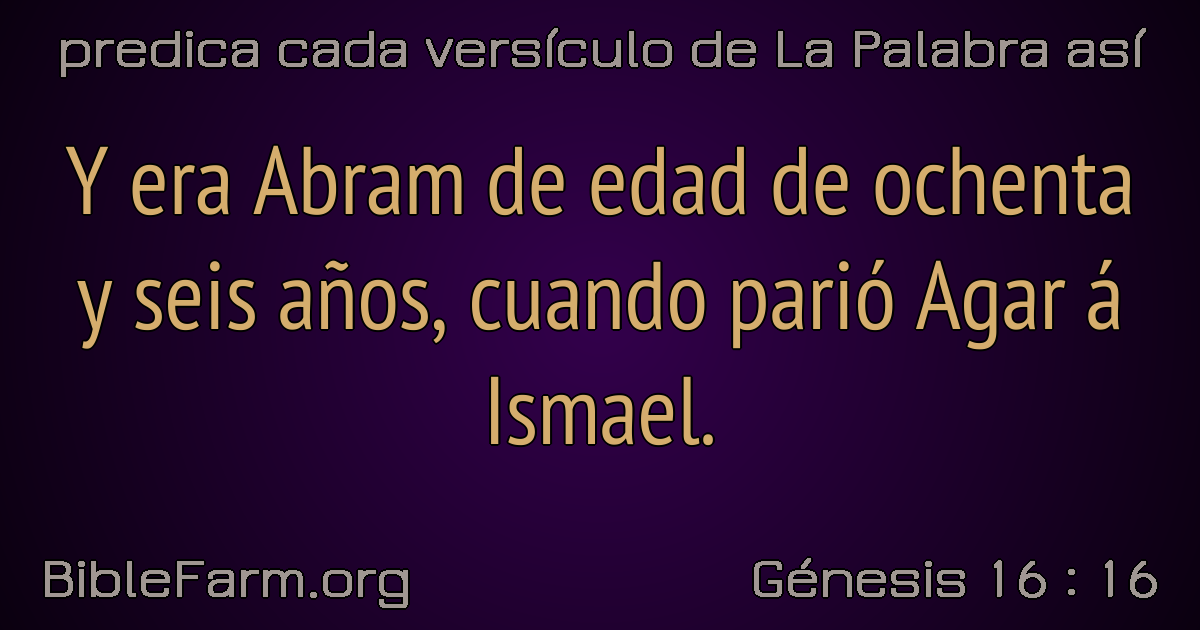 predica cada versículo de La Palabra así
Y era Abram de edad de ochenta
y seis años, cuando parió Agar á
Ismael.
BibleFarm.org
Génesis 16 : 16